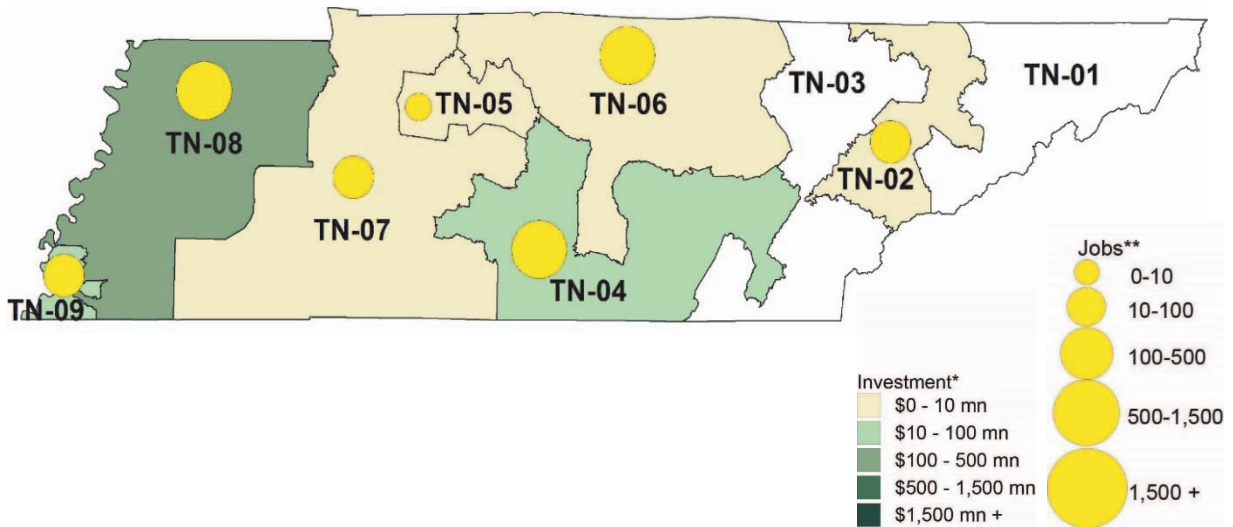 TN-01
TN-03
TN-05
TN-06
TN-08
TN-02
TN-07
TN-04
TN-09
Jobs**
0-10
10-100
100-500
500-1,500
1,500 +
Investment*
$0 - 10 mn
$10 - 100 mn
$100 - 500 mn
$500 - 1,500 mn
$1,500 mn +